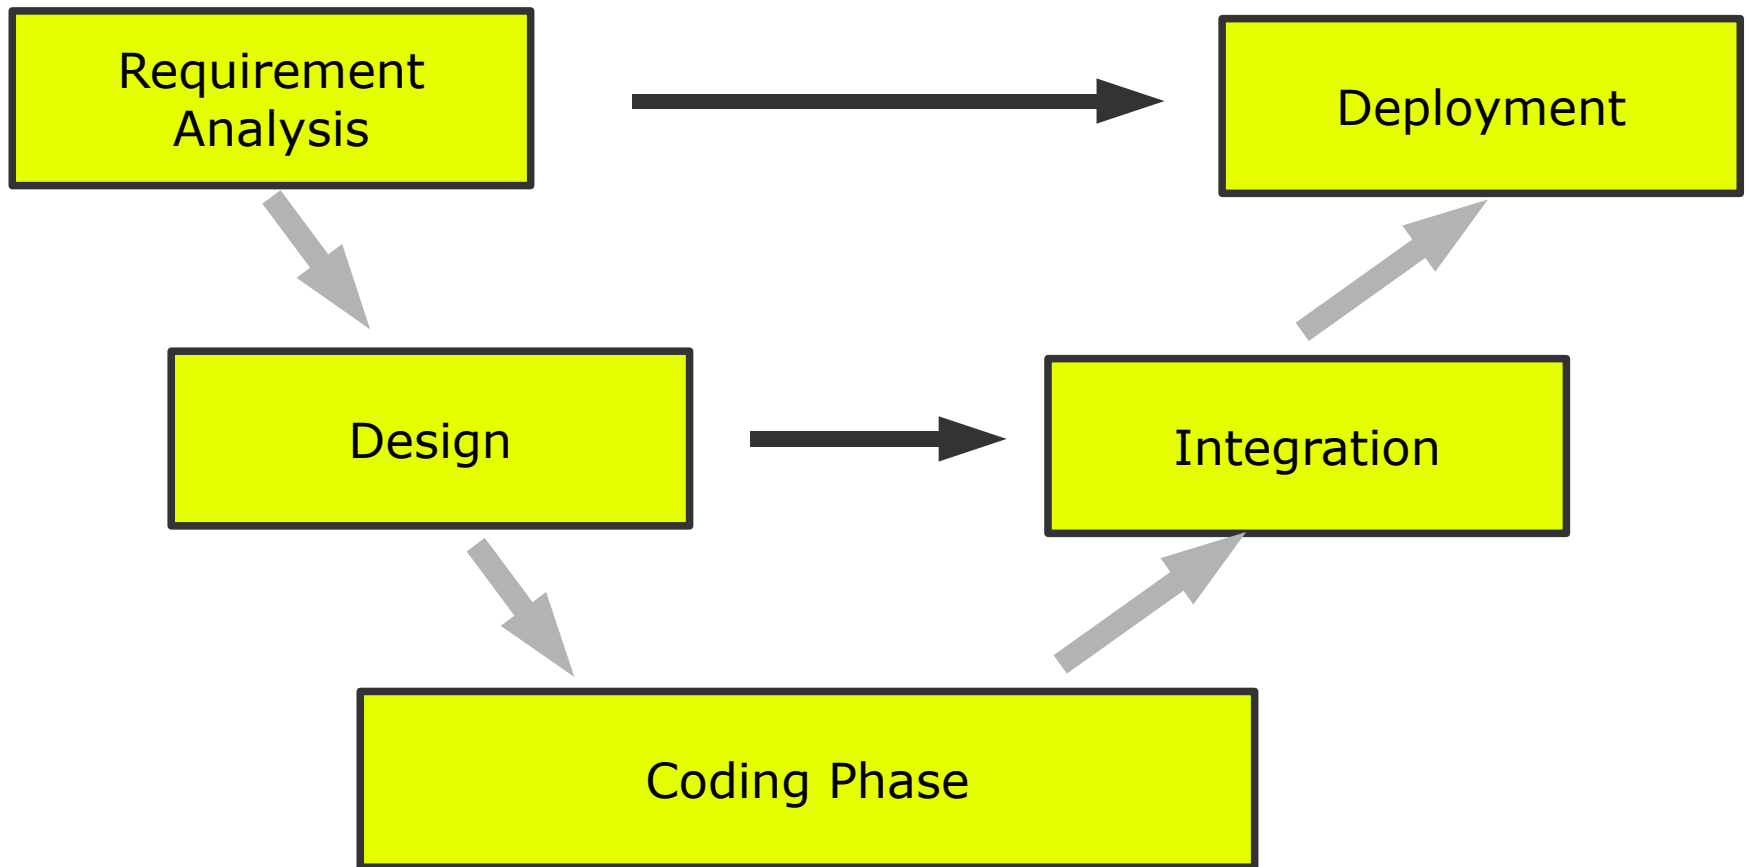 Requirement
Analysis
Deployment
Design
Integration
Coding Phase